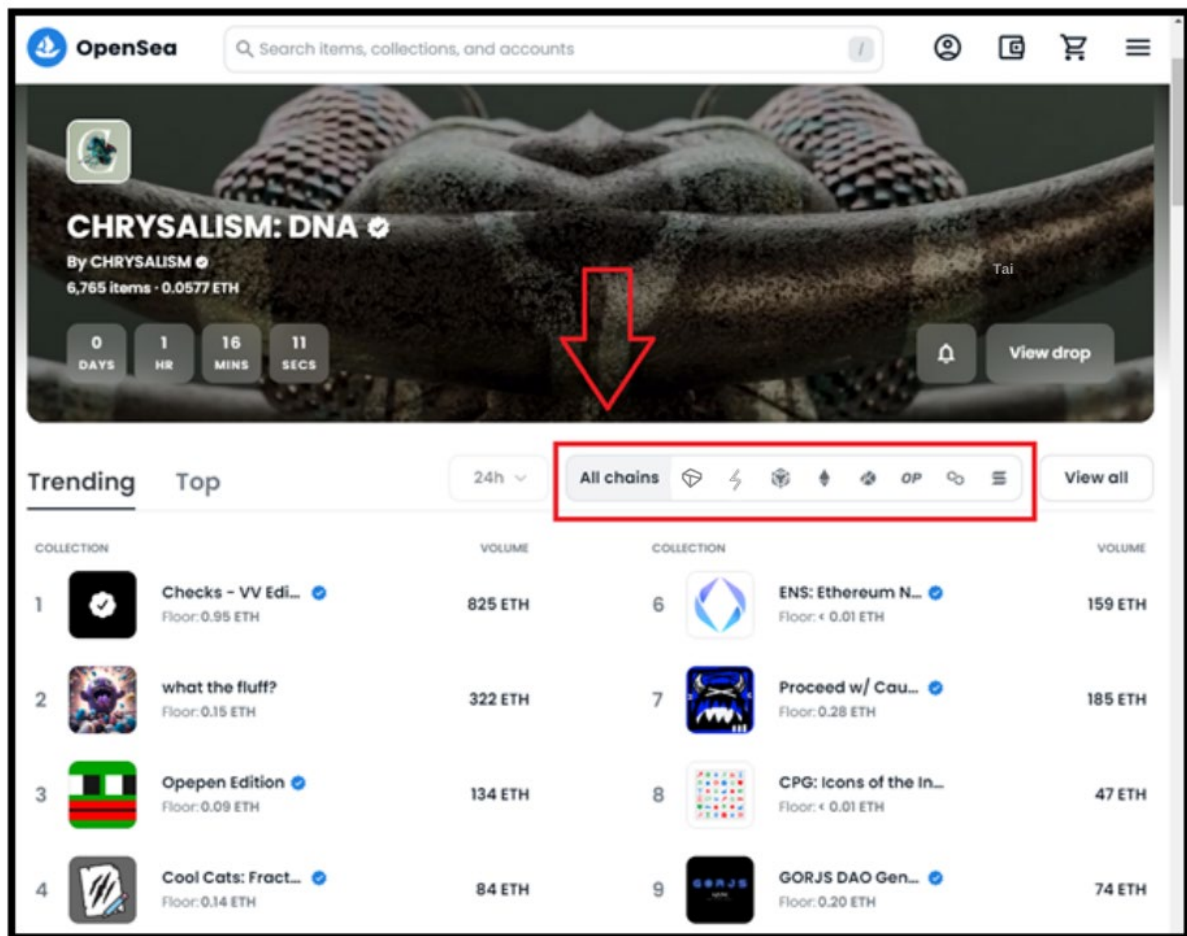 OpenSea
Search items, collections, and accounts
/
CHRYSALISM: DNA
By CHRYSALISM
6,765 items · 0.0577 ETH
Tai
0 1 16 11
DAYS HR MINS SECS
View drop
Trending Top 24h All chains OP View all
COLLECTION VOLUME COLLECTION VOLUME
1 Checks - VV Edi... 825 ETH
Floor: 0.95 ETH
6 ENS: Ethereum N... 159 ETH
Floor: < 0.01 ETH
2 what the fluff? 322 ETH
Floor: 0.15 ETH
7 Proceed w/ Cau... 185 ETH
Floor: 0.28 ETH
3 Opepen Edition 134 ETH
Floor: 0.09 ETH
8 CPG: Icons of the In... 47 ETH
Floor: < 0.01 ETH
4 Cool Cats: Fract... 84 ETH
Floor: 0.14 ETH
9 GORJS GORJS DAO Gen... 74 ETH
Floor: 0.20 ETH